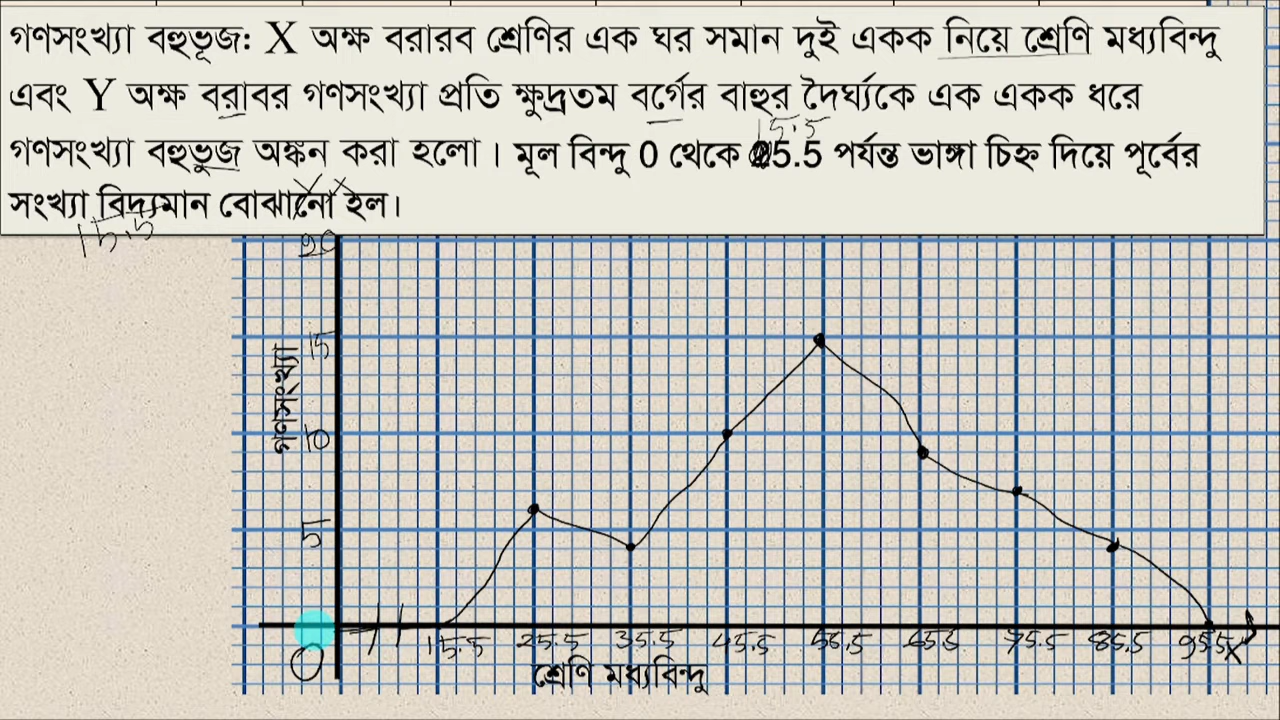 গণসংখ্যা বহুভূজ: X অক্ষ বরারব শ্রেণির এক ঘর সমান দুই একক নিয়ে শ্রেণি মধ্যবিন্দু
এবং Y অক্ষ বরাবর গণসংখ্যা প্রতি ক্ষুদ্রতম বর্গের বাহুর দৈর্ঘ্যকে এক একক ধরে
15.5
গণসংখ্যা বহুভুজ অঙ্কন করা হলো। মূল বিন্দু 0 থেকে 5.5 পর্যন্ত ভাঙ্গা চিহ্ন দিয়ে পূর্বের
সংখ্যা বিদ্যমান বোঝানো হল।
15.5
20
15
গণসংখ্যা
10
5
0
15.5 25.5 35.5 45.5 55.5 65.5 75.5 85.5 95.5 X
শ্রেণি মধ্যবিন্দু